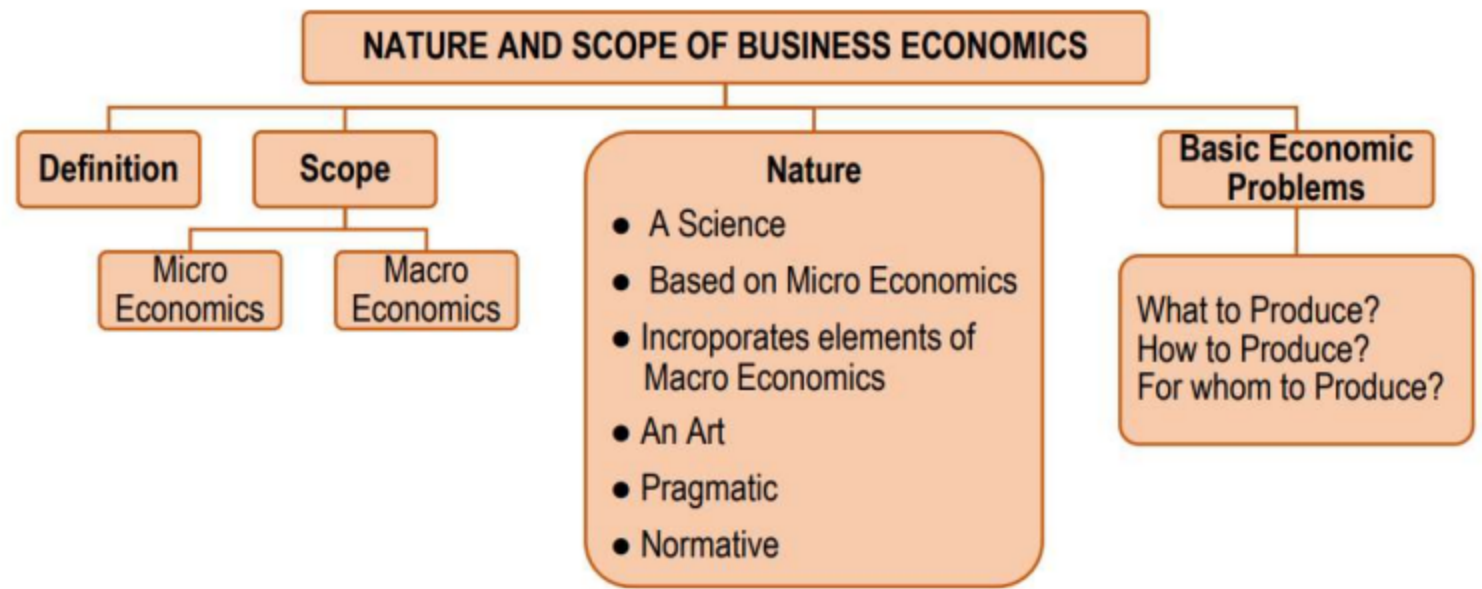 NATURE AND SCOPE OF BUSINESS ECONOMICS
Definition
Scope
Micro
Economics
Macro
Economics
Nature
● A Science
● Based on Micro Economics
● Incroporates elements of
Macro Economics
● An Art
● Pragmatic
● Normative
Basic Economic
Problems
What to Produce?
How to Produce?
For whom to Produce?